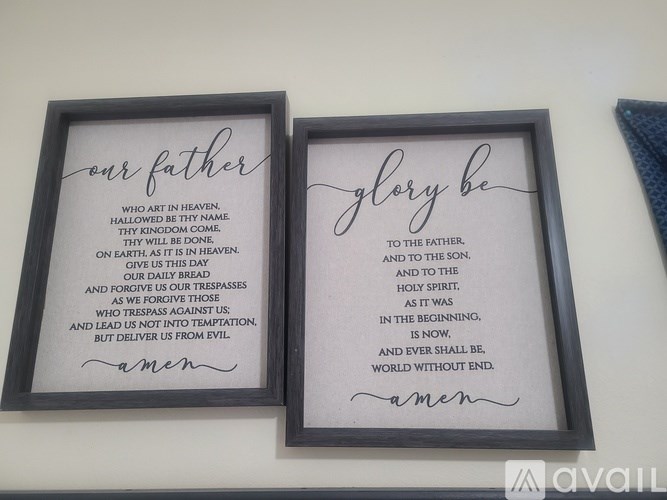 our father
WHO ART IN HEAVEN,
HALLOWED BE THY NAME.
THY KINGDOM COME,
THY WILL BE DONE,
ON EARTH, AS IT IS IN HEAVEN.
GIVE US THIS DAY
OUR DAILY BREAD
AND FORGIVE US OUR TRESPASSES
AS WE FORGIVE THOSE
WHO TRESPASS AGAINST US;
AND LEAD US NOT INTO TEMPTATION,
BUT DELIVER US FROM EVIL.
amen
glory be
TO THE FATHER,
AND TO THE SON,
AND TO THE
HOLY SPIRIT,
AS IT WAS
IN THE BEGINNING,
IS NOW,
AND EVER SHALL BE,
WORLD WITHOUT END.
amen
avail